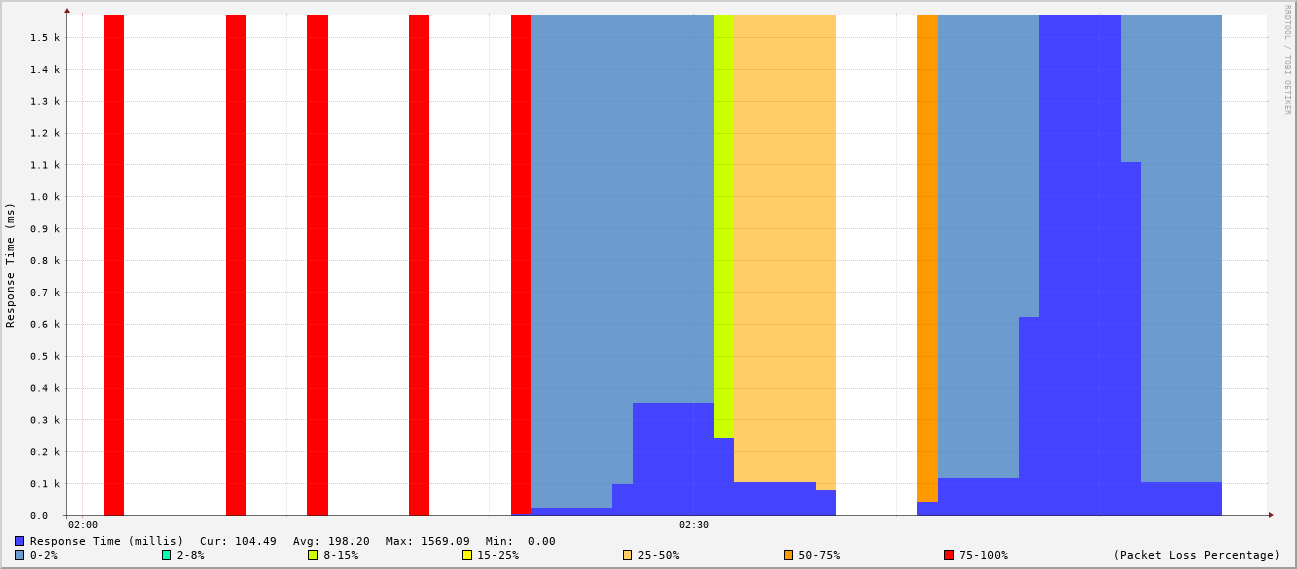 RRDTOOL / TOBI OETIKER
Response Time (ms)
1.5 k
1.4 k
1.3 k
1.2 k
1.1 k
1.0 k
0.9 k
0.8 k
0.7 k
0.6 k
0.5 k
0.4 k
0.3 k
0.2 k
0.1 k
0.0
02:00 02:30
Response Time (millis) Cur: 104.49 Avg: 198.20 Max: 1569.09 Min: 0.00
0-2% 2-8% 8-15% 15-25% 25-50% 50-75% 75-100% (Packet Loss Percentage)